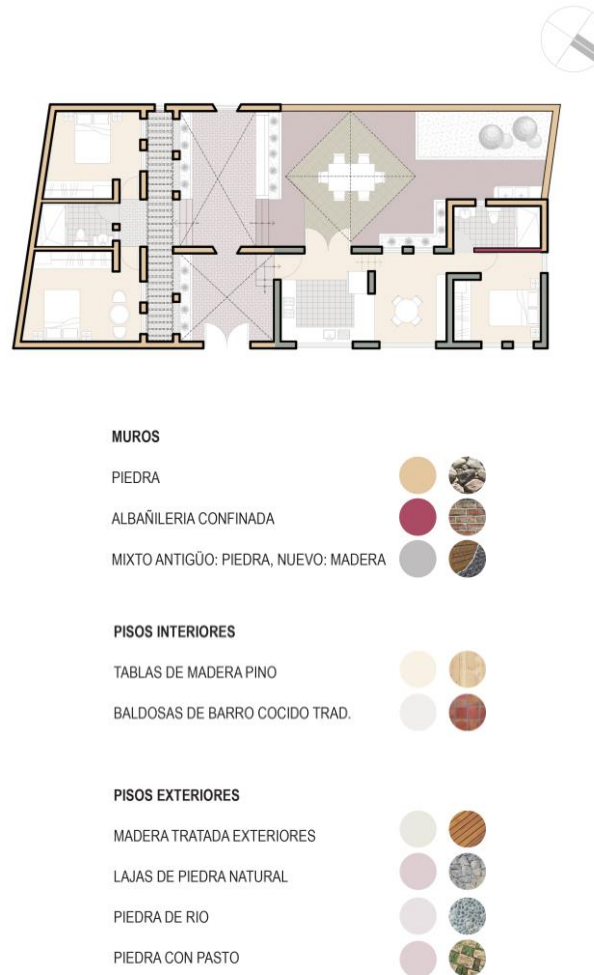 MUROS
PIEDRA
ALBAÑILERIA CONFINADA
MIXTO ANTIGÜO: PIEDRA, NUEVO: MADERA
PISOS INTERIORES
TABLAS DE MADERA PINO
BALDOSAS DE BARRO COCIDO TRAD.
PISOS EXTERIORES
MADERA TRATADA EXTERIORES
LAJAS DE PIEDRA NATURAL
PIEDRA DE RIO
PIEDRA CON PASTO